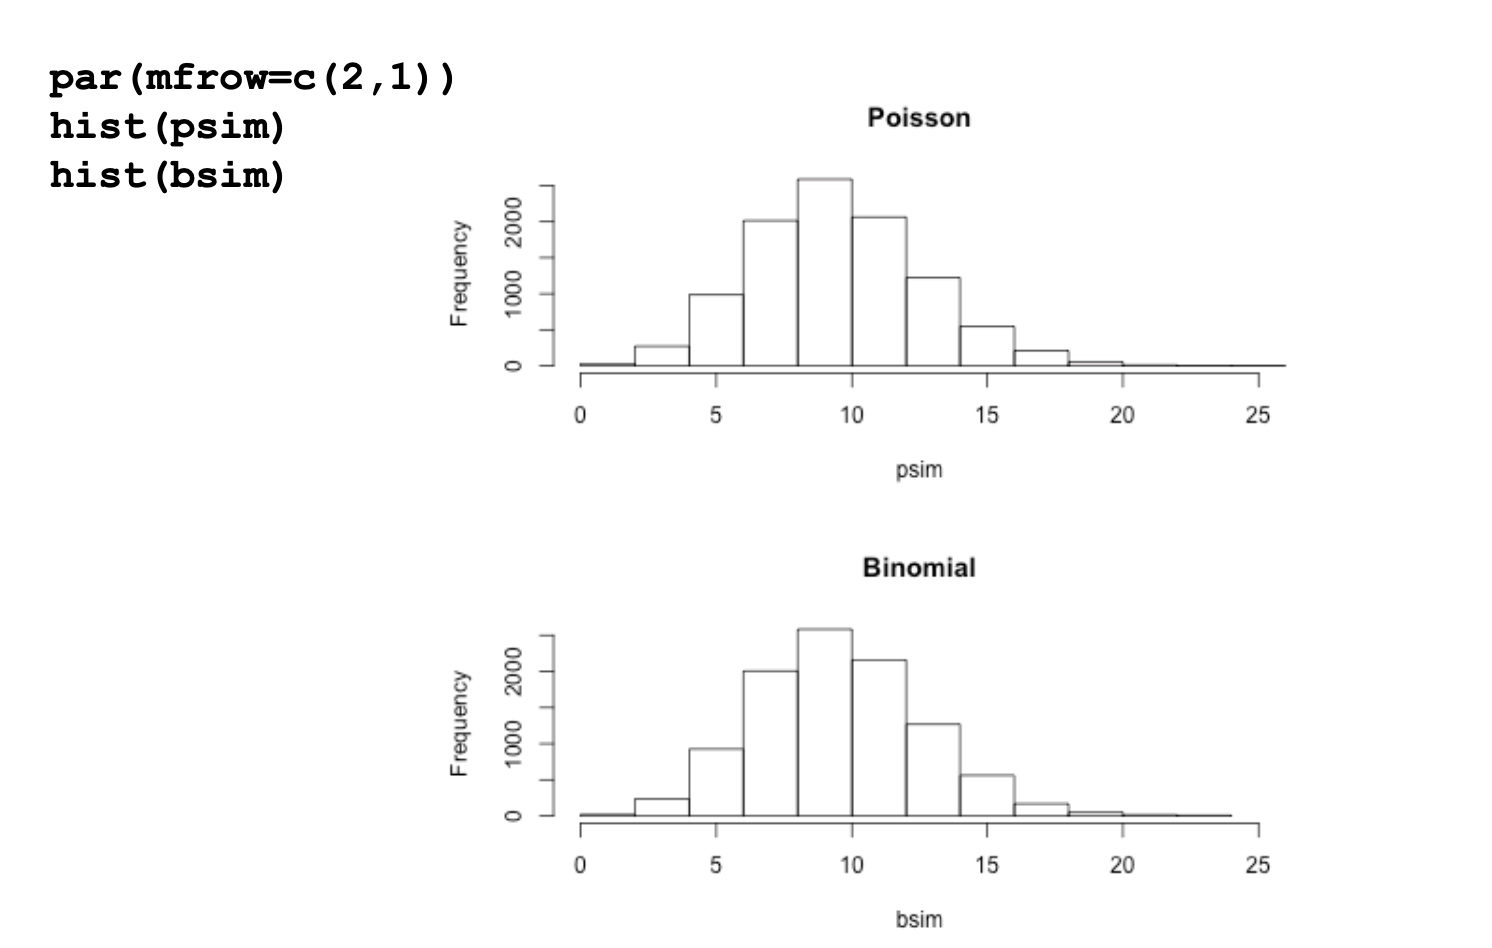 par(mfrow=c(2,1))
hist(psim)
hist(bsim)
Poisson
Frequency
0 1000 2000
0 5 10 15 20 25
psim
Binomial
Frequency
0 1000 2000
0 5 10 15 20 25
bsim